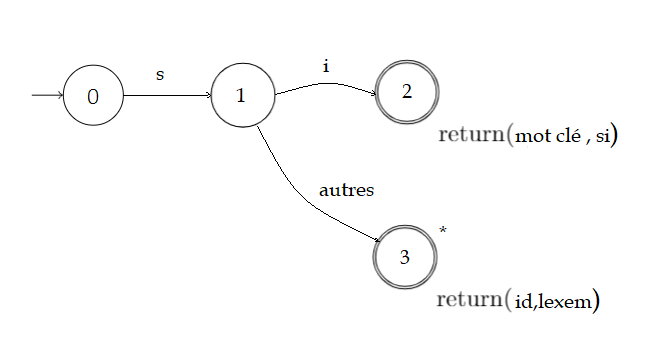 s
i
0
1
2
return(mot clé , si)
autres
*
3
return( id,lexem)